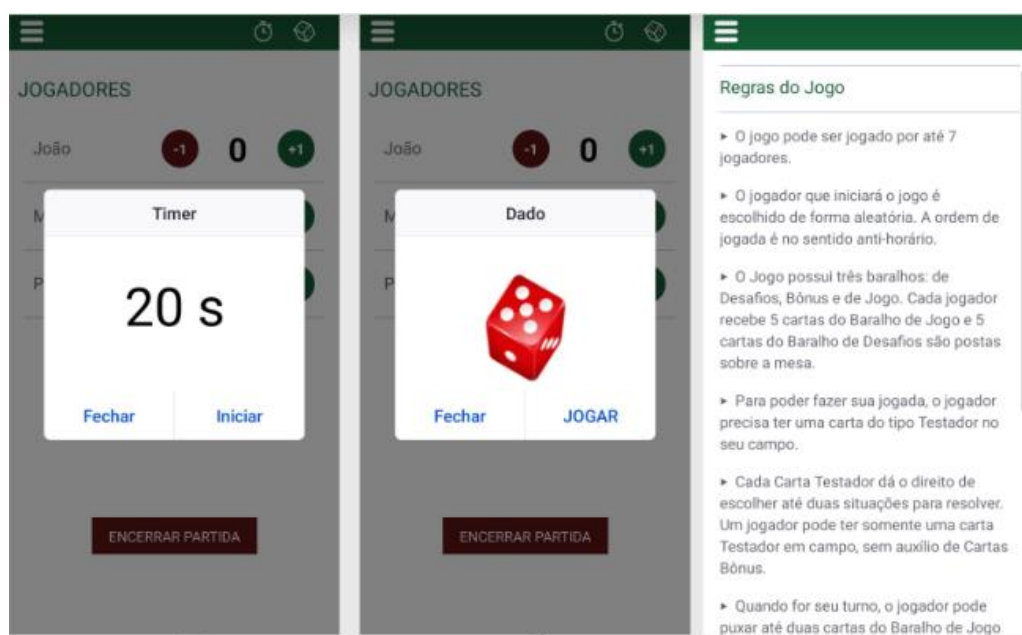 JOGADORES
João
-1
0
+1
M
Timer
P
20 s
Fechar
Iniciar
ENCERRAR PARTIDA
JOGADORES
João
-1
0
+1
M
Dado
P
Fechar
JOGAR
ENCERRAR PARTIDA
Regras do Jogo
▸ O jogo pode ser jogado por até 7
jogadores.
▸ O jogador que iniciará o jogo é
escolhido de forma aleatória. A ordem de
jogada é no sentido anti-horário.
▸ O Jogo possui três baralhos: de
Desafios, Bônus e de Jogo. Cada jogador
recebe 5 cartas do Baralho de Jogo e 5
cartas do Baralho de Desafios são postas
sobre a mesa.
▸ Para poder fazer sua jogada, o jogador
precisa ter uma carta do tipo Testador no
seu campo.
▸ Cada Carta Testador dá o direito de
escolher até duas situações para resolver.
Um jogador pode ter somente uma carta
Testador em campo, sem auxílio de Cartas
Bônus.
▸ Quando for seu turno, o jogador pode
puxar até duas cartas do Baralho de Jogo